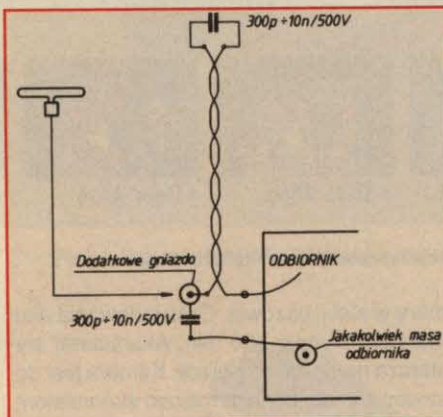 300p÷10n/500V
Dodatkowe gniazdo
ODBIORNIK
300p÷10n/500V
Jakakolwiek masa
odbiornika